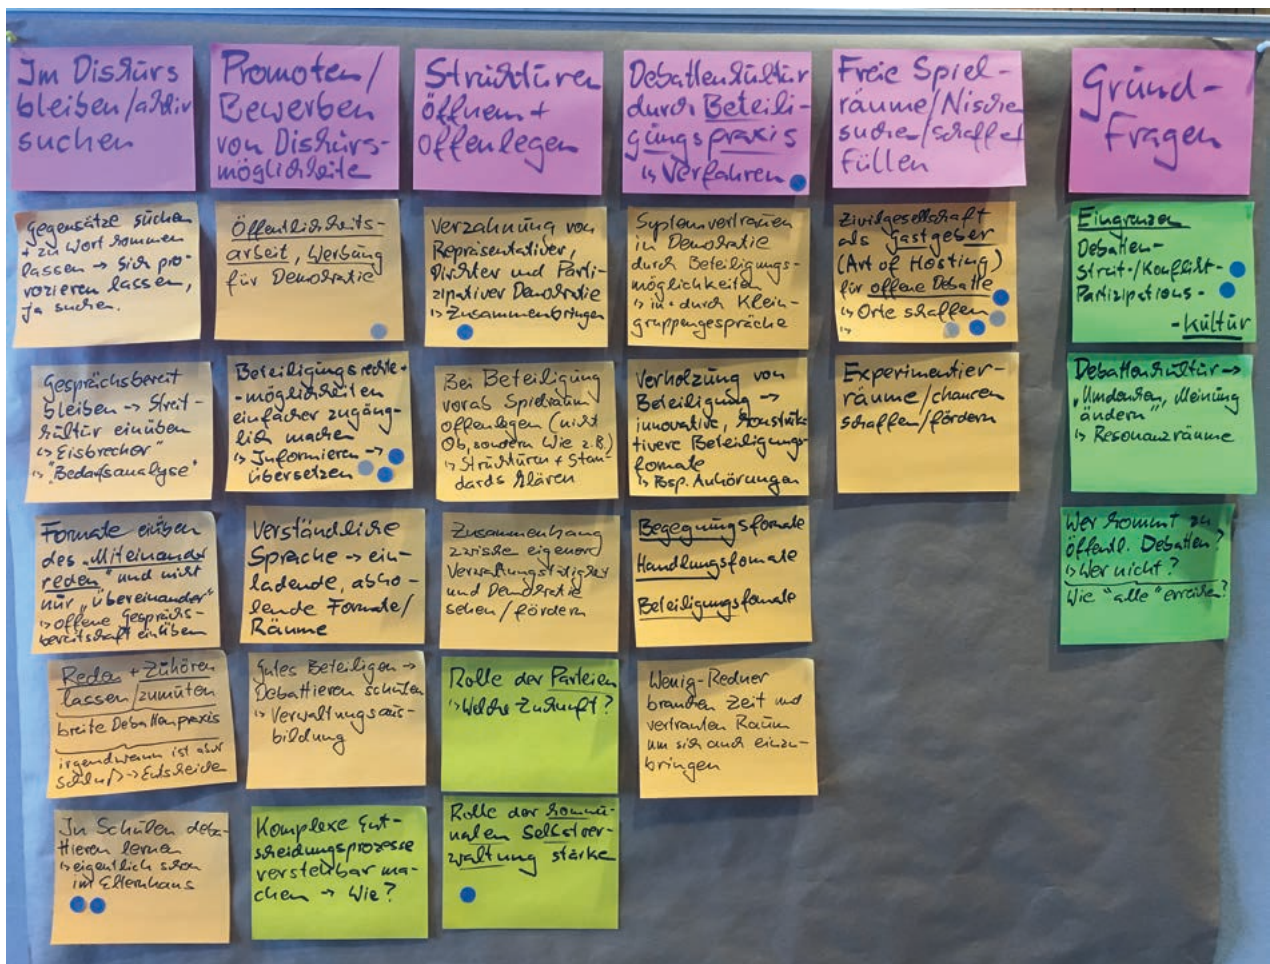 Im Diskurs
bleiben/aktiv
suchen
Gegensätze suchen
+ zu Wort kommen
lassen → Sich pro-
vozieren lassen,
ja suchen.
Gesprächsbereit
bleiben → Streit-
kultur einüben
↳ Eisbrecher
↳ "Bedarfsanalyse"
Formate einüben
des „Miteinander
reden" und nicht
nur „übereinander"
↳ offene Gesprächs-
bereitschaft einüben
Reden + Zuhören
lassen/zumuten
breite Debattenpraxis
irgendwann ist aber
Schluß → Entscheide
In Schulen debat-
tieren lernen
↳ eigentlich schon
im Elternhaus
Promoten/
Bewerben
von Diskurs-
möglichkeite
Öffentlichkeits-
arbeit, Werbung
für Demokratie
Beteiligungsrechte +
-möglichkeiten
einfacher zugäng-
lich machen
↳ Informieren →
übersetzen
Verständliche
Sprache → ein-
ladende, abho-
lende Formate/
Räume
Gutes Beteiligen →
Debattieren schulen
↳ Verwaltungsaus-
bildung
Komplexe Ent-
scheidungsprozesse
verstehbar ma-
chen → Wie?
Strukturen
öffnen +
offenlegen
Verzahnung von
Repräsentativer,
Direkter und Parti-
zipativer Demokratie
↳ Zusammenbringen
Bei Beteiligung
vorab Spielraum
offenlegen (nicht
Ob, sondern Wie z.B.)
↳ Strukturen + Stan-
dards klären
Zusammenhang
zwische eigener
Verwaltungstätigkeit
und Demokratie
sehen/fördern
Rolle der Parteien
↳ Welche Zukunft?
Rolle der kommu-
nalen Selbstver-
waltung stärke
Debattenkultur
durch Beteili-
gungspraxis
↳ Verfahren
Systemvertrauen
in Demokratie
durch Beteiligungs-
möglichkeiten
↳ in + durch Klein-
gruppengespräche
Verholzung von
Beteiligung →
innovative, konstruk-
tivere Beteiligungs-
formate
↳ Bsp. Anhörungen
Begegnungsformate
Handlungsformate
Beteiligungsformate
Wenig-Redner
brauchen Zeit und
vertrauten Raum
um sich auch einzu-
bringen
Freie Spiel-
räume/Nischen
suchen/schaffen
füllen
Zivilgesellschaft
als Gastgeber
(Art of Hosting)
für offene Debatte
↳ Orte schaffen
↳
Experimentier-
räume/chancen
schaffen/fördern
Grund-
Fragen
Eingrenzen
Debatten-
Streit-/Konflikt-
Partizipations-
-Kultur
Debattenkultur →
„Umdenken, Meinung
ändern"
↳ Resonanzräume
Wer kommt zu
öffentl. Debatten?
↳ Wer nicht?
Wie "alle" erreichen?